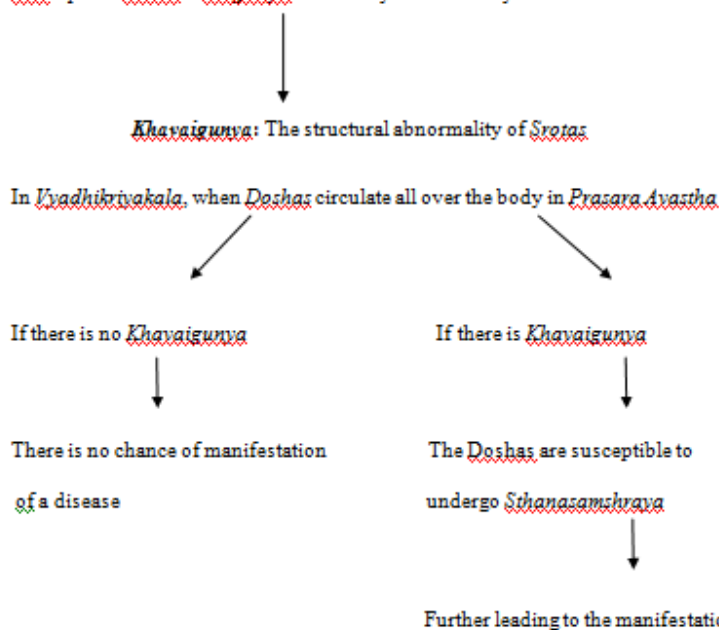 Khavaigunya: The structural abnormality of Srotas
In Vyadhikriyakala, when Doshas circulate all over the body in Prasara Avastha
If there is no Khavaigunya If there is Khavaigunya
There is no chance of manifestation The Doshas are susceptible to
of a disease undergo Sthanasamshraya
Further leading to the